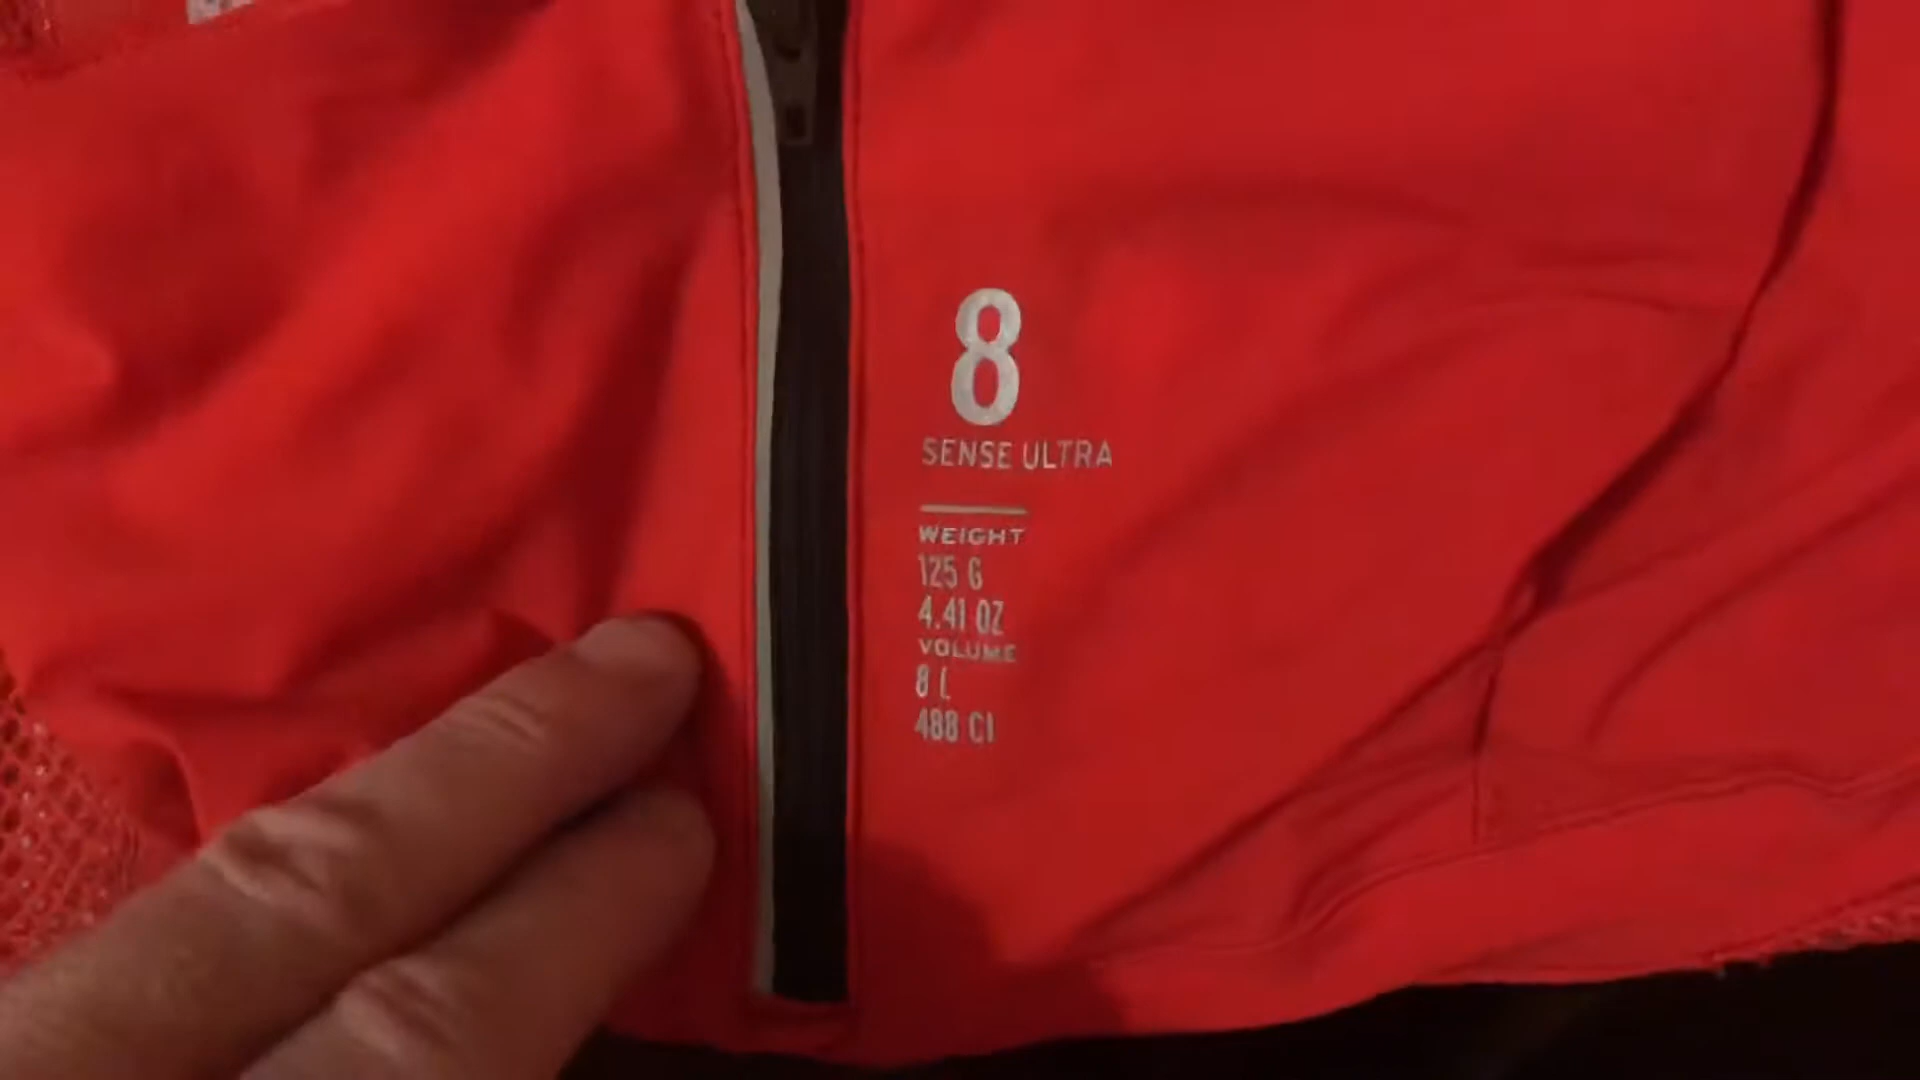 8
SENSE ULTRA
WEIGHT
125 G
4.41 OZ
VOLUME
8 L
488 CI